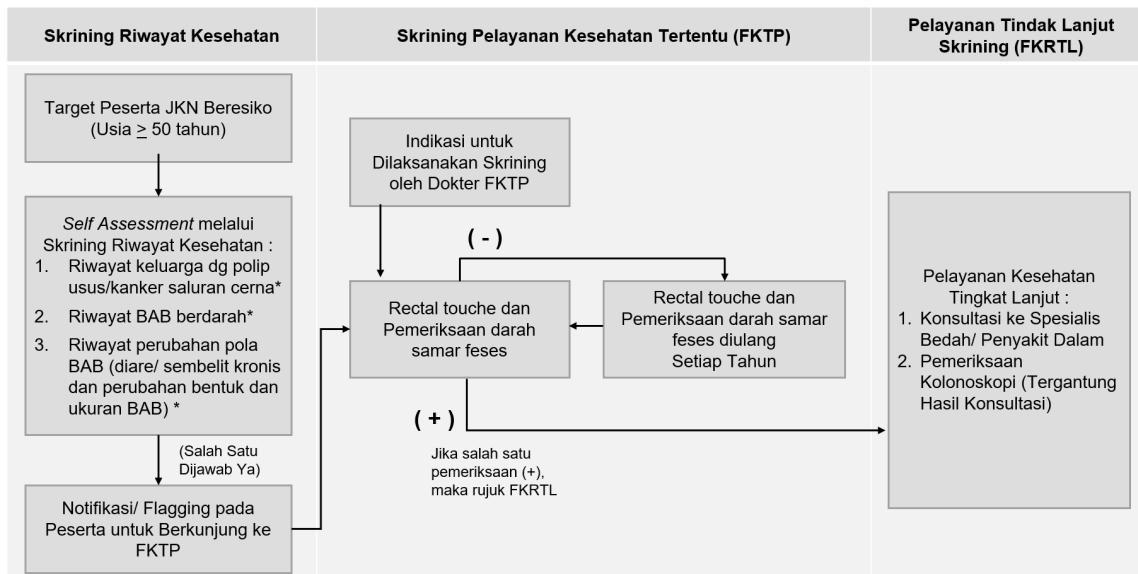 Skrining Riwayat Kesehatan
Skrining Pelayanan Kesehatan Tertentu (FKTP)
Pelayanan Tindak Lanjut
Skrining (FKRTL)
Target Peserta JKN Beresiko
(Usia ≥ 50 tahun)
Self Assessment melalui
Skrining Riwayat Kesehatan :
1. Riwayat keluarga dg polip
usus/kanker saluran cerna*
2. Riwayat BAB berdarah*
3. Riwayat perubahan pola
BAB (diare/ sembelit kronis
dan perubahan bentuk dan
ukuran BAB) *
(Salah Satu
Dijawab Ya)
Notifikasi/ Flagging pada
Peserta untuk Berkunjung ke
FKTP
Indikasi untuk
Dilaksanakan Skrining
oleh Dokter FKTP
( - )
Rectal touche dan
Pemeriksaan darah
samar feses
Rectal touche dan
Pemeriksaan darah samar
feses diulang
Setiap Tahun
( + )
Jika salah satu
pemeriksaan (+),
maka rujuk FKRTL
Pelayanan Kesehatan
Tingkat Lanjut :
1. Konsultasi ke Spesialis
Bedah/ Penyakit Dalam
2. Pemeriksaan
Kolonoskopi (Tergantung
Hasil Konsultasi)